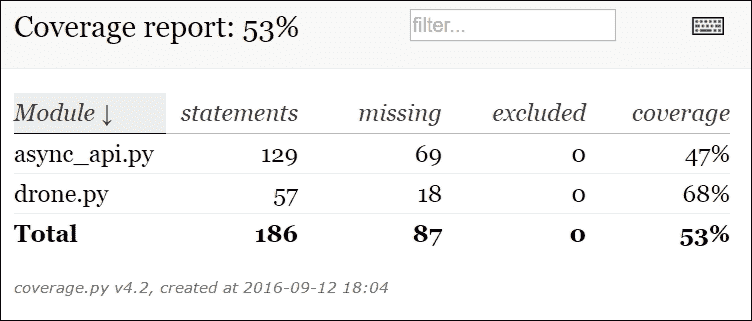 Coverage report: 53%
filter...
Module ↓ statements missing excluded coverage
async_api.py 129 69 0 47%
drone.py 57 18 0 68%
Total 186 87 0 53%
coverage.py v4.2, created at 2016-09-12 18:04